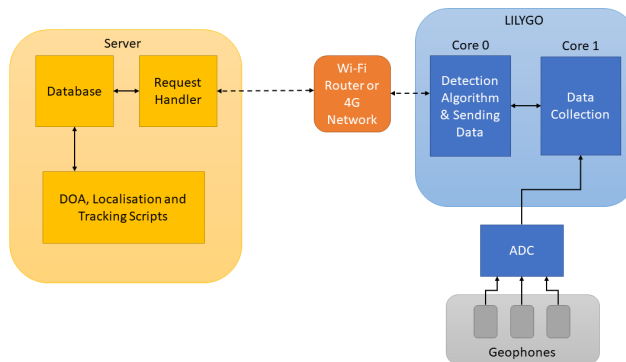 Server
Database
Request
Handler
DOA, Localisation and
Tracking Scripts
Wi-Fi
Router or
4G
Network
LILYGO
Core 0
Core 1
Detection
Algorithm
& Sending
Data
Data
Collection
ADC
Geophones